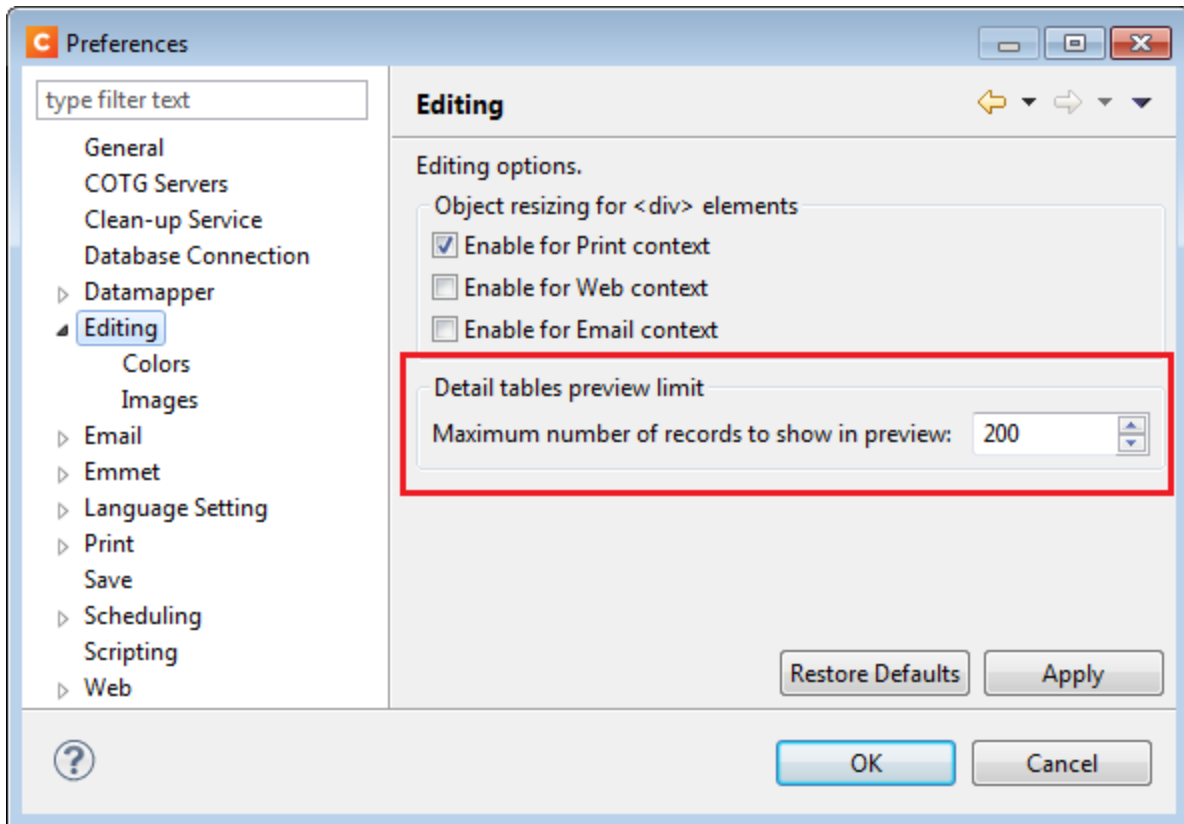 C Preferences
type filter text
General
COTG Servers
Clean-up Service
Database Connection
Datamapper
Editing
Colors
Images
Email
Emmet
Language Setting
Print
Save
Scheduling
Scripting
Web
Editing
Editing options.
Object resizing for <div> elements
Enable for Print context
Enable for Web context
Enable for Email context
Detail tables preview limit
Maximum number of records to show in preview: 200
Restore Defaults Apply
? OK Cancel